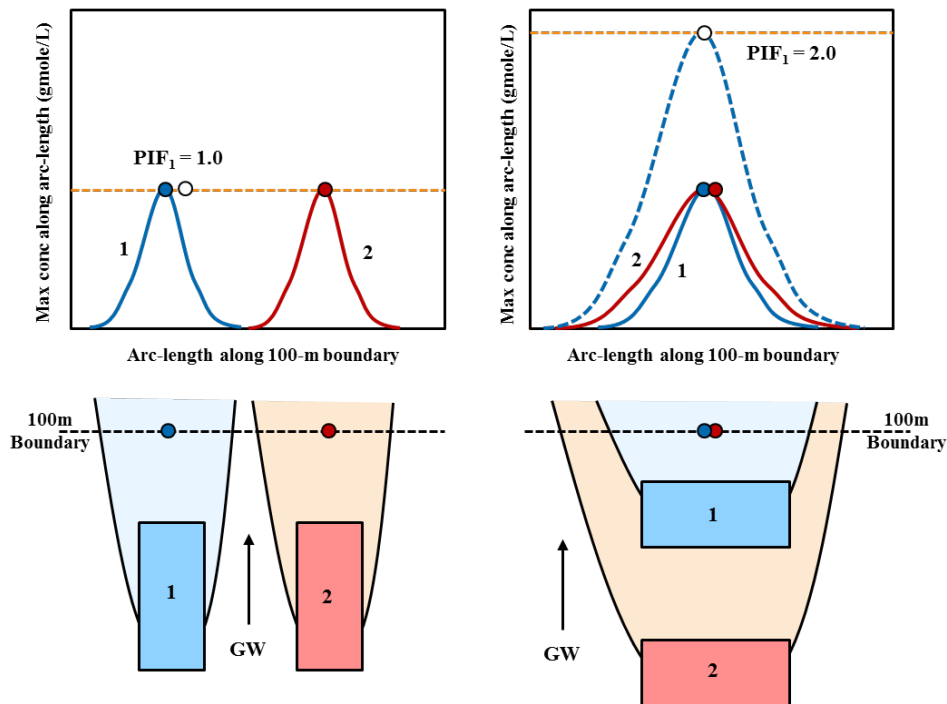 Max conc along arc-length (gmole/L)
PIF₁ = 1.0
1
2
Arc-length along 100-m boundary
Max conc along arc-length (gmole/L)
PIF₁ = 2.0
2
1
Arc-length along 100-m boundary
100m
Boundary
1
2
GW
100m
Boundary
1
2
GW